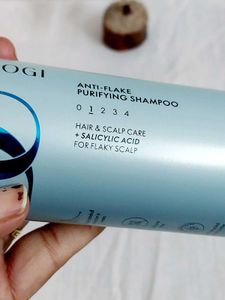 OGI
ANTI-FLAKE
PURIFYING SHAMPOO
0 1 2 3 4
HAIR & SCALP CARE
+ SALICYLIC ACID
FOR FLAKY SCALP